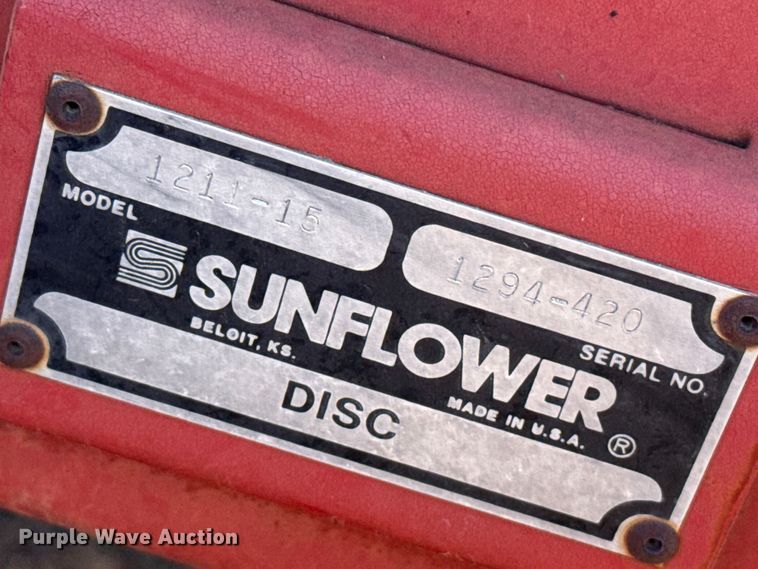 1211-15
MODEL
1294-420
SERIAL NO.
SUNFLOWER
BELOIT, KS.
MADE IN U.S.A.
®
DISC
Purple Wave Auction